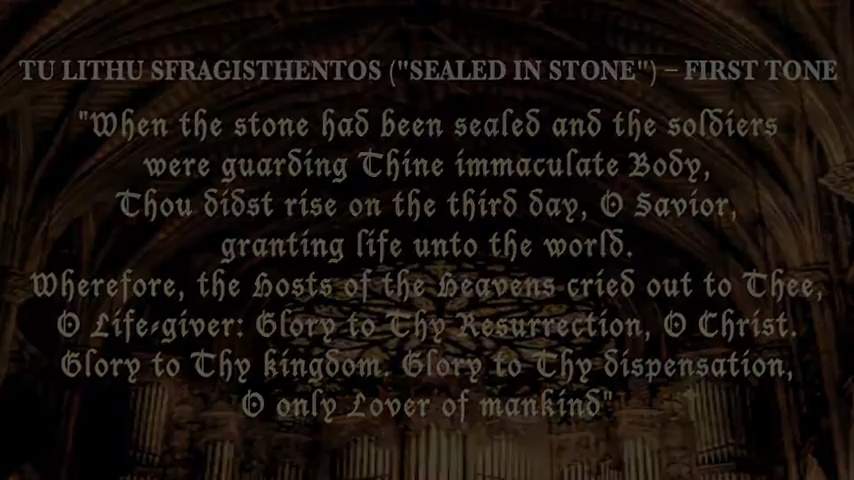 TU LITHU SFRAGISTHENTOS ("SEALED IN STONE") – FIRST TONE
"When the stone had been sealed and the soldiers
were guarding Thine immaculate Body,
Thou didst rise on the third day, O Savior,
granting life unto the world.
Wherefore, the Hosts of the Heavens cried out to Thee,
O Life-giver: Glory to Thy Resurrection, O Christ.
Glory to Thy kingdom. Glory to Thy dispensation,
O only Lover of mankind"